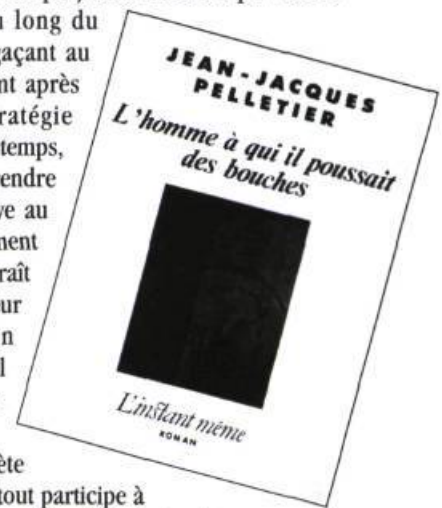 long du
açant au
nt après
ratégie
temps,
endre
ve au
ment
raît
ur
n
l
ète
tout participe à
JEAN-JACQUES
PELLETIER
L'homme à qui il poussait
des bouches
L'instant même
ROMAN